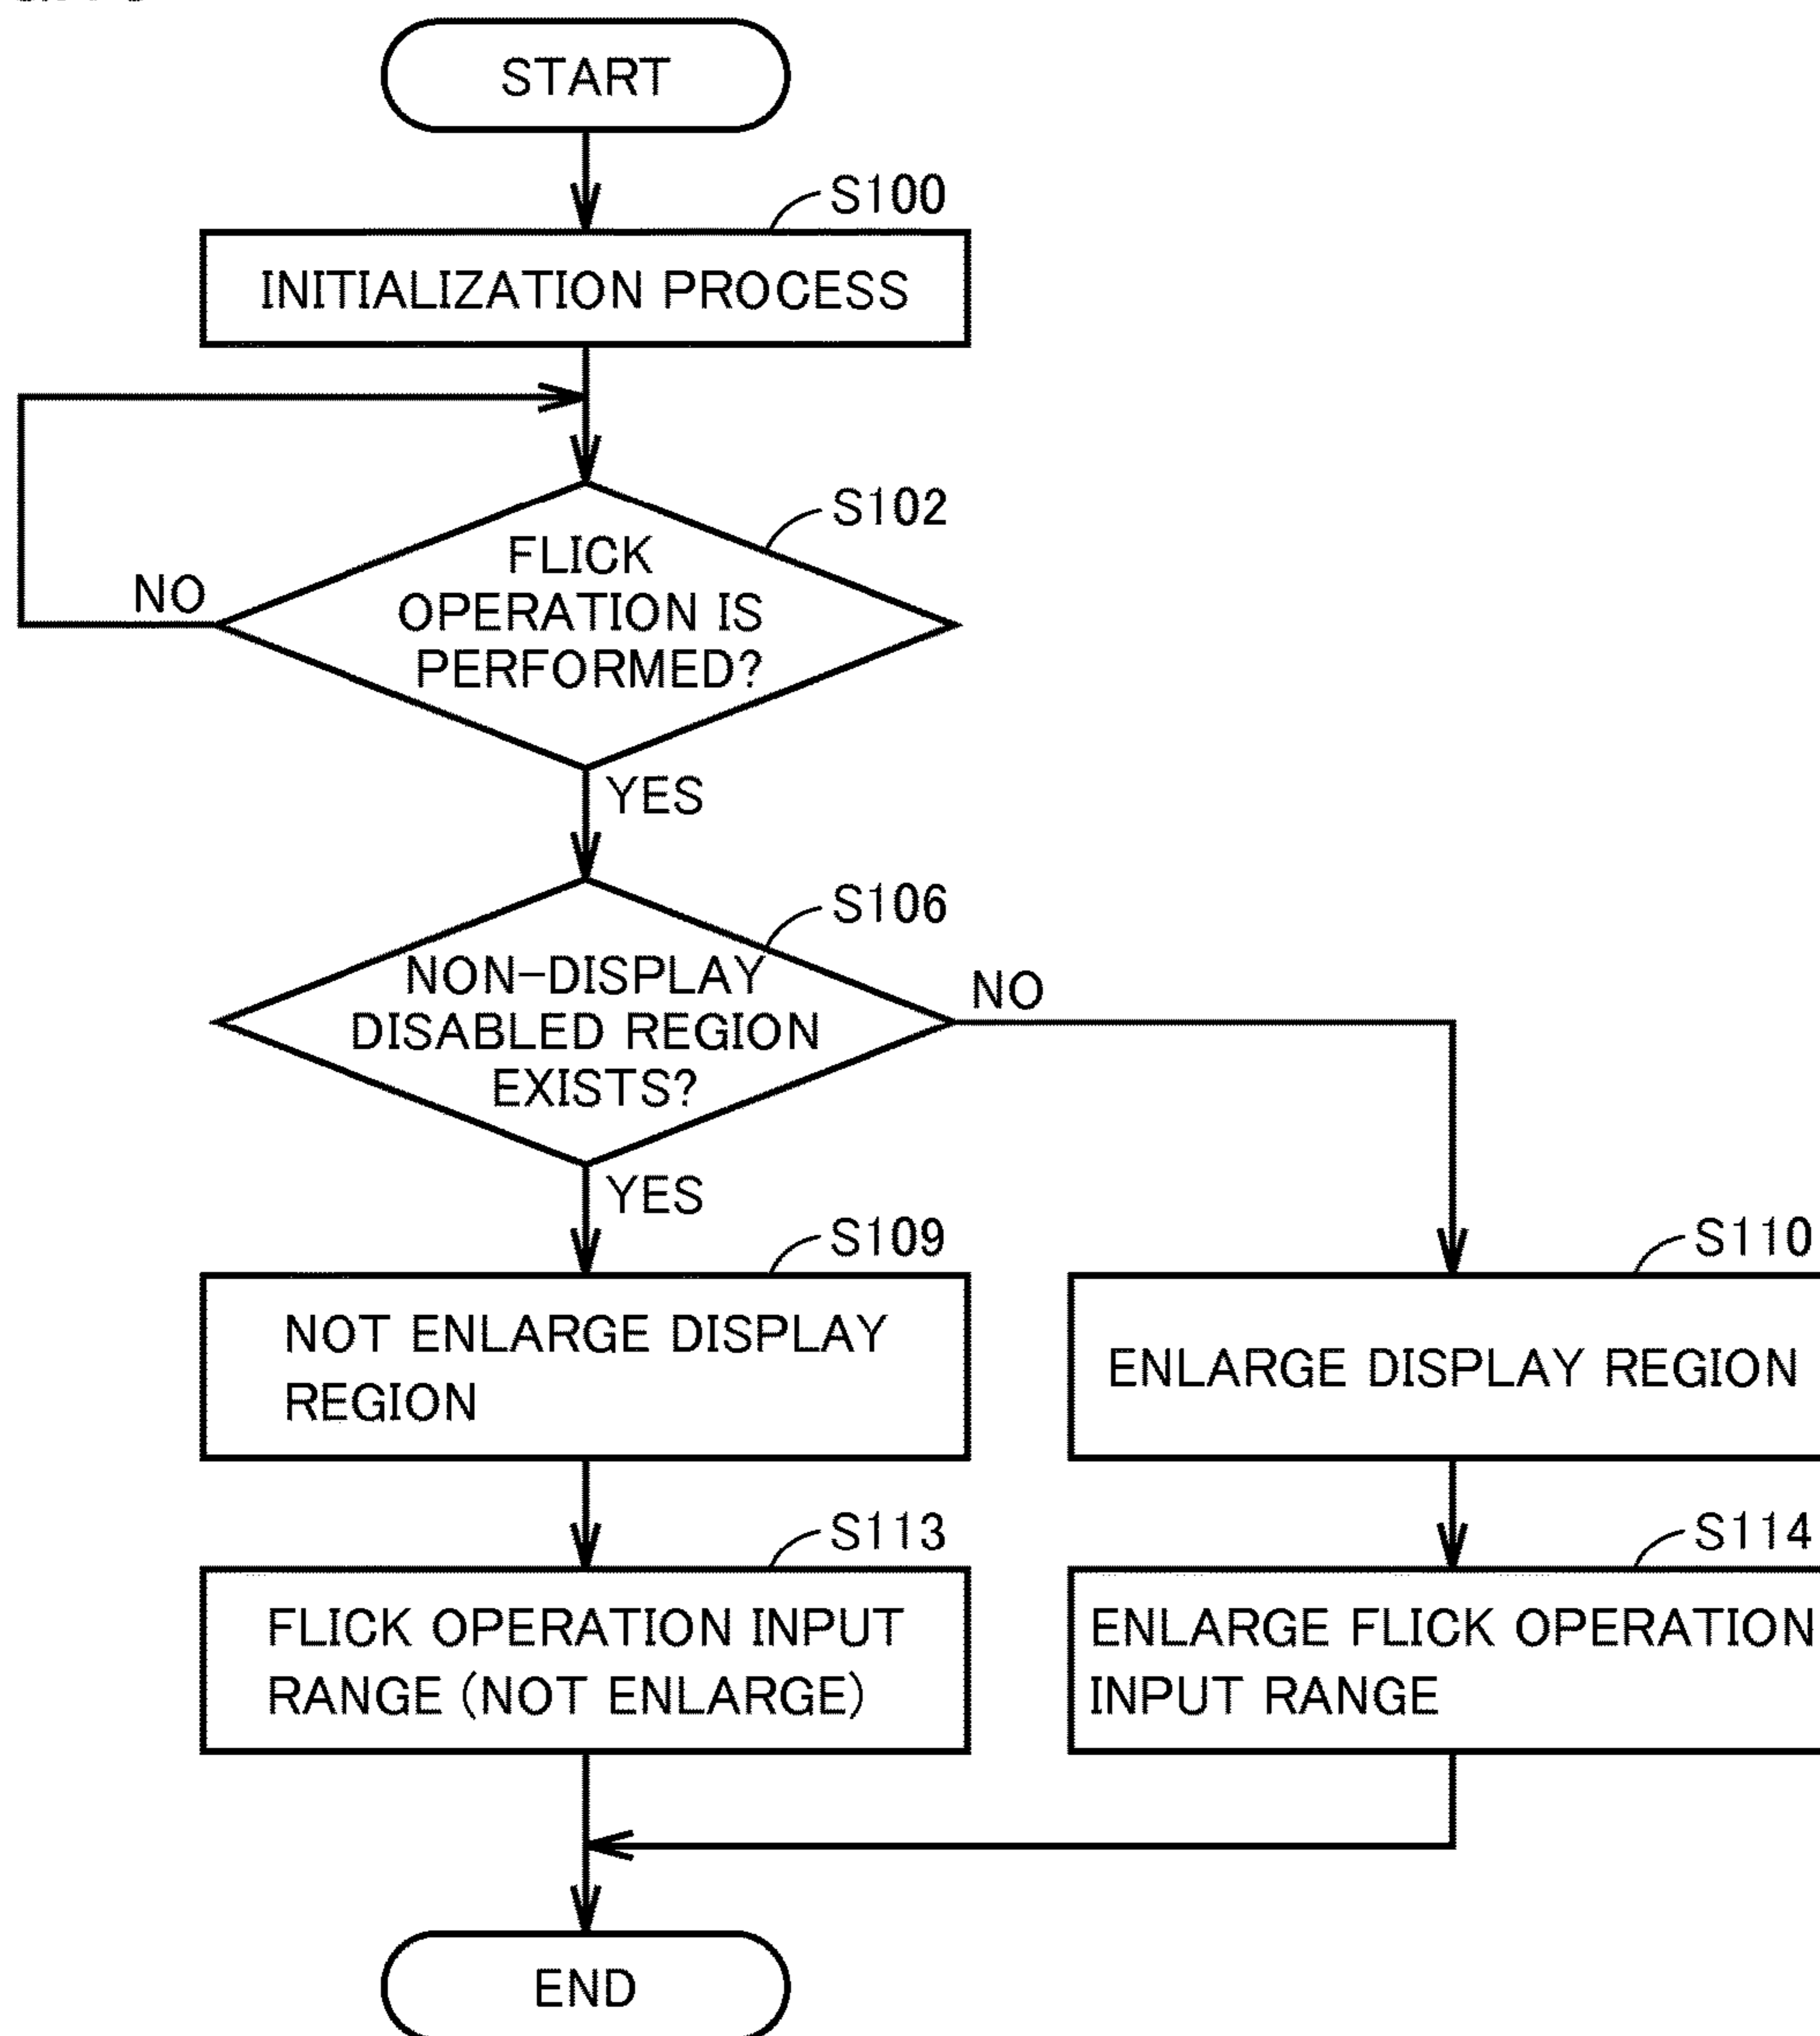 START
S100
INITIALIZATION PROCESS
S102
FLICK
OPERATION IS
PERFORMED?
NO
YES
S106
NON-DISPLAY
DISABLED REGION
EXISTS?
NO
YES
S109
NOT ENLARGE DISPLAY
REGION
S110
ENLARGE DISPLAY REGION
S113
FLICK OPERATION INPUT
RANGE (NOT ENLARGE)
S114
ENLARGE FLICK OPERATION
INPUT RANGE
END